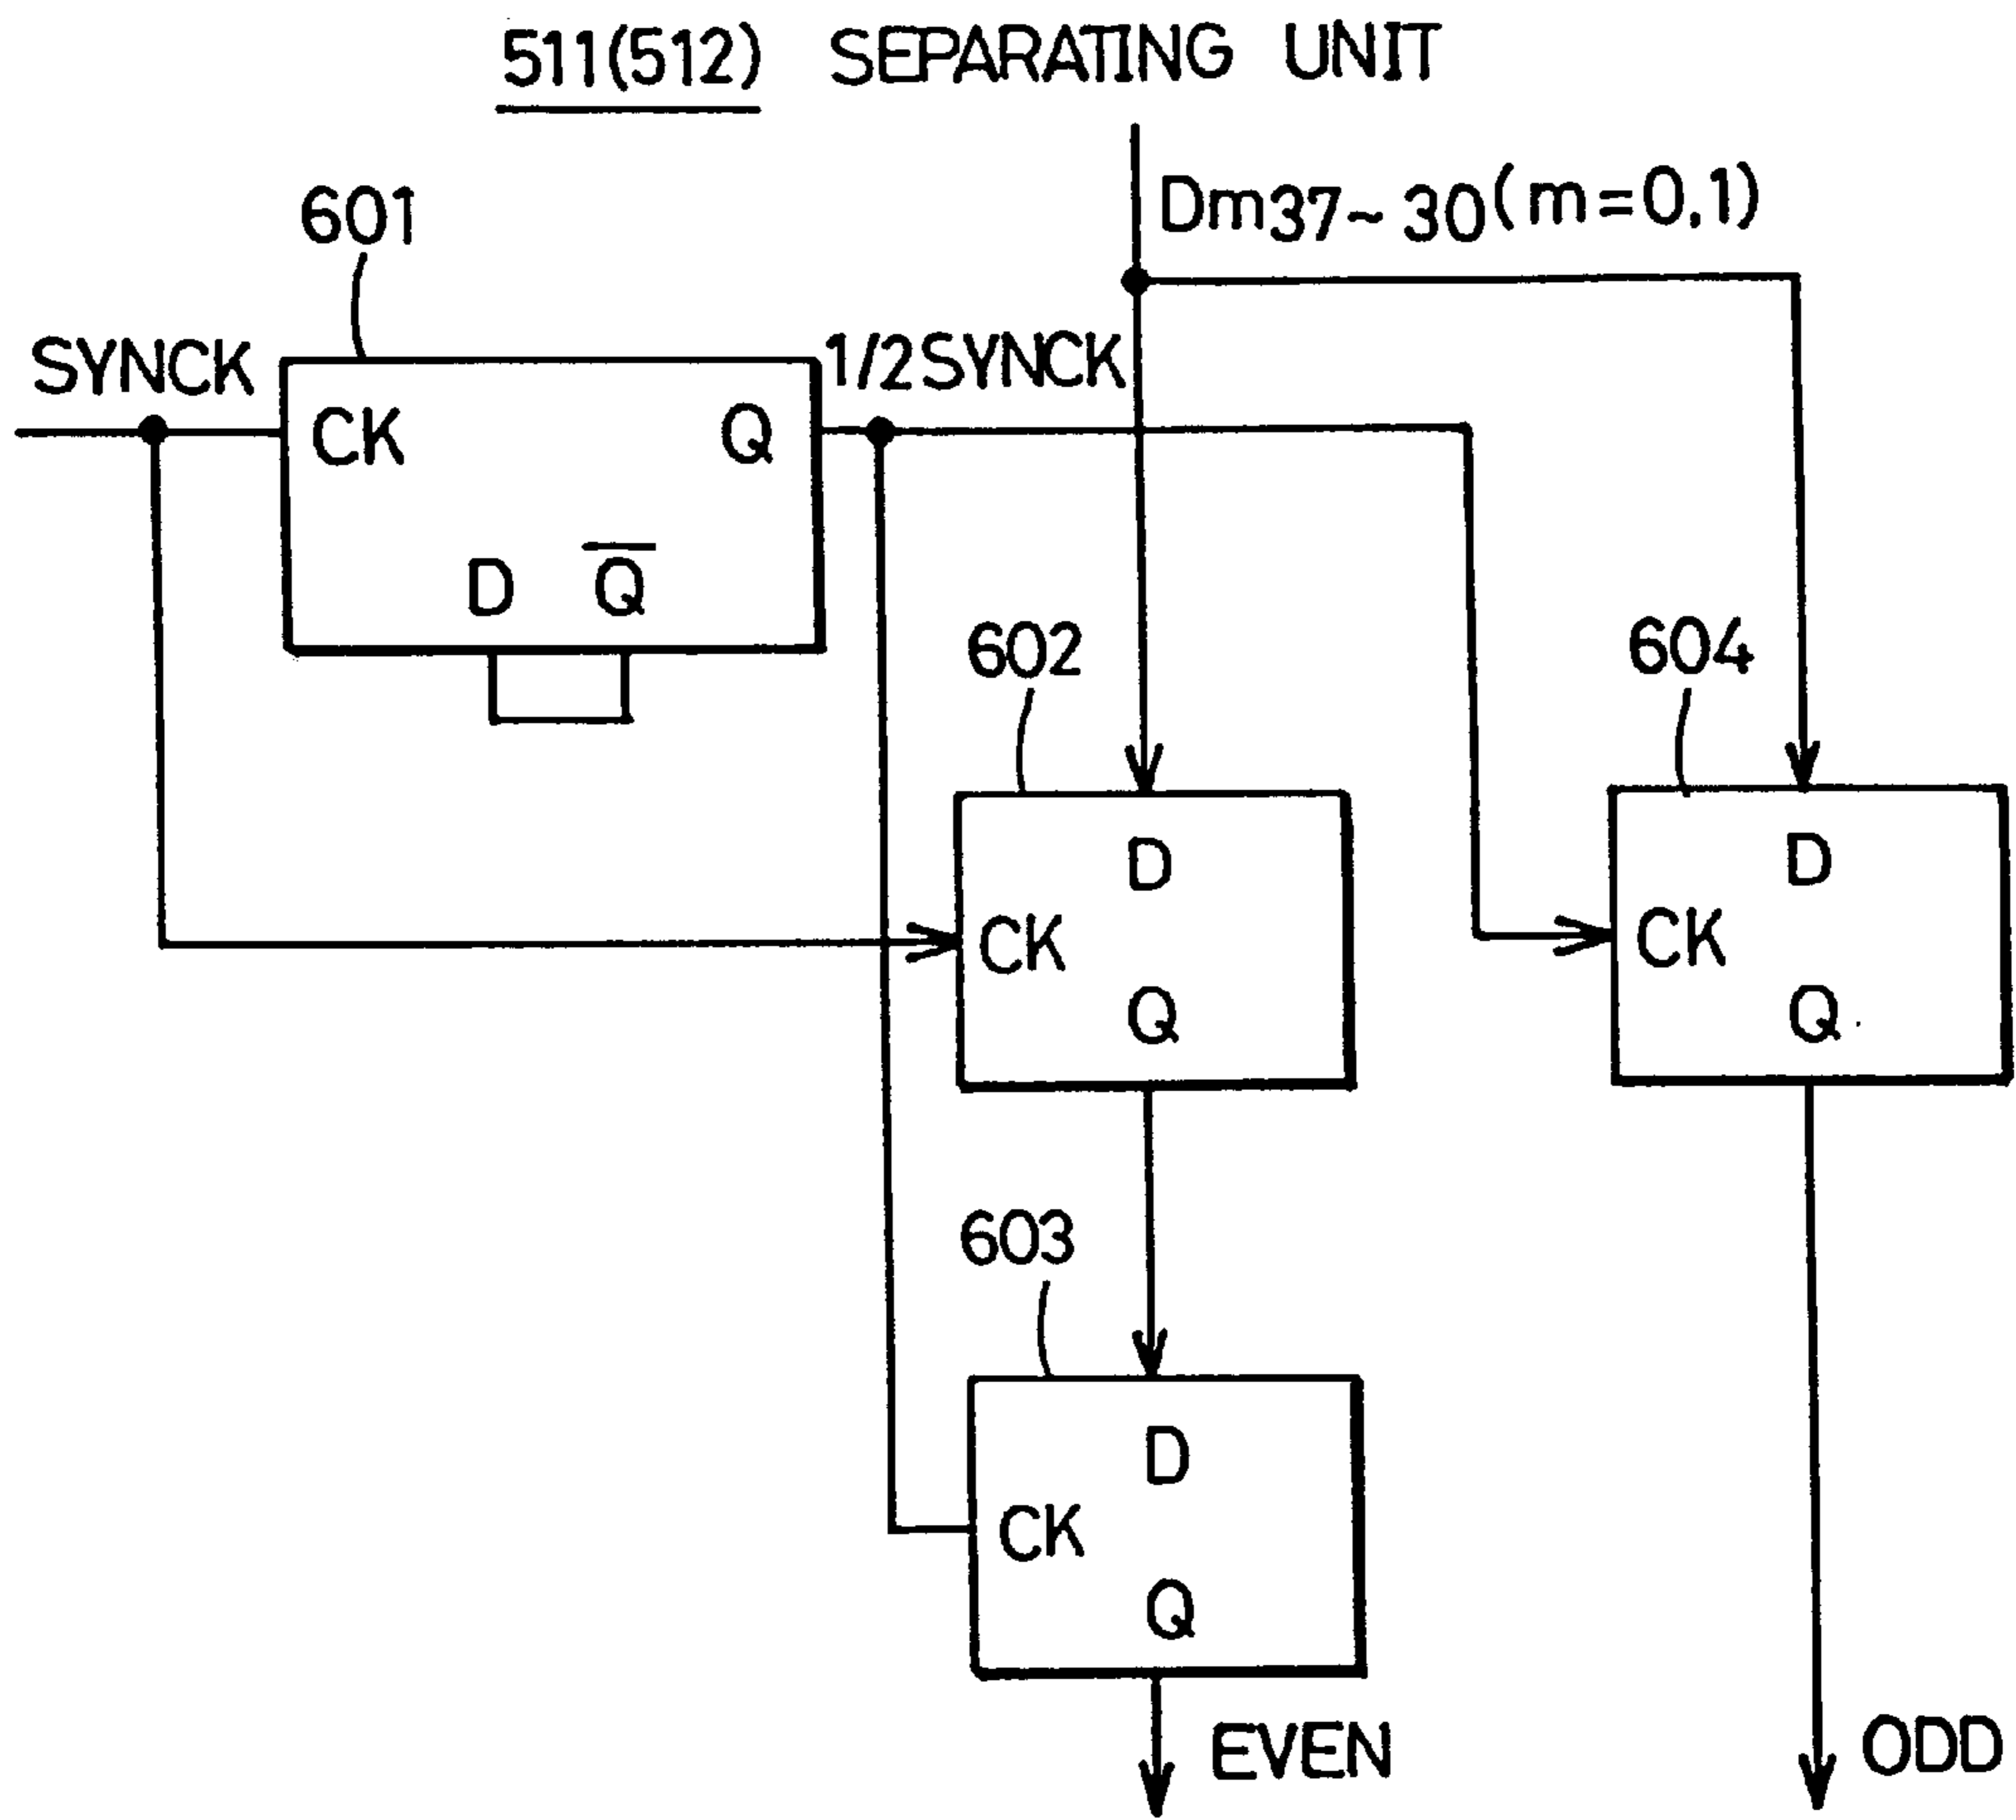 511(512) SEPARATING UNIT
Dm37~30(m=0,1)
601
SYNCK
1/2SYNCK
CK Q
D Q̅
602
604
D
CK
Q
D
CK
Q
603
D
CK
Q
EVEN
ODD